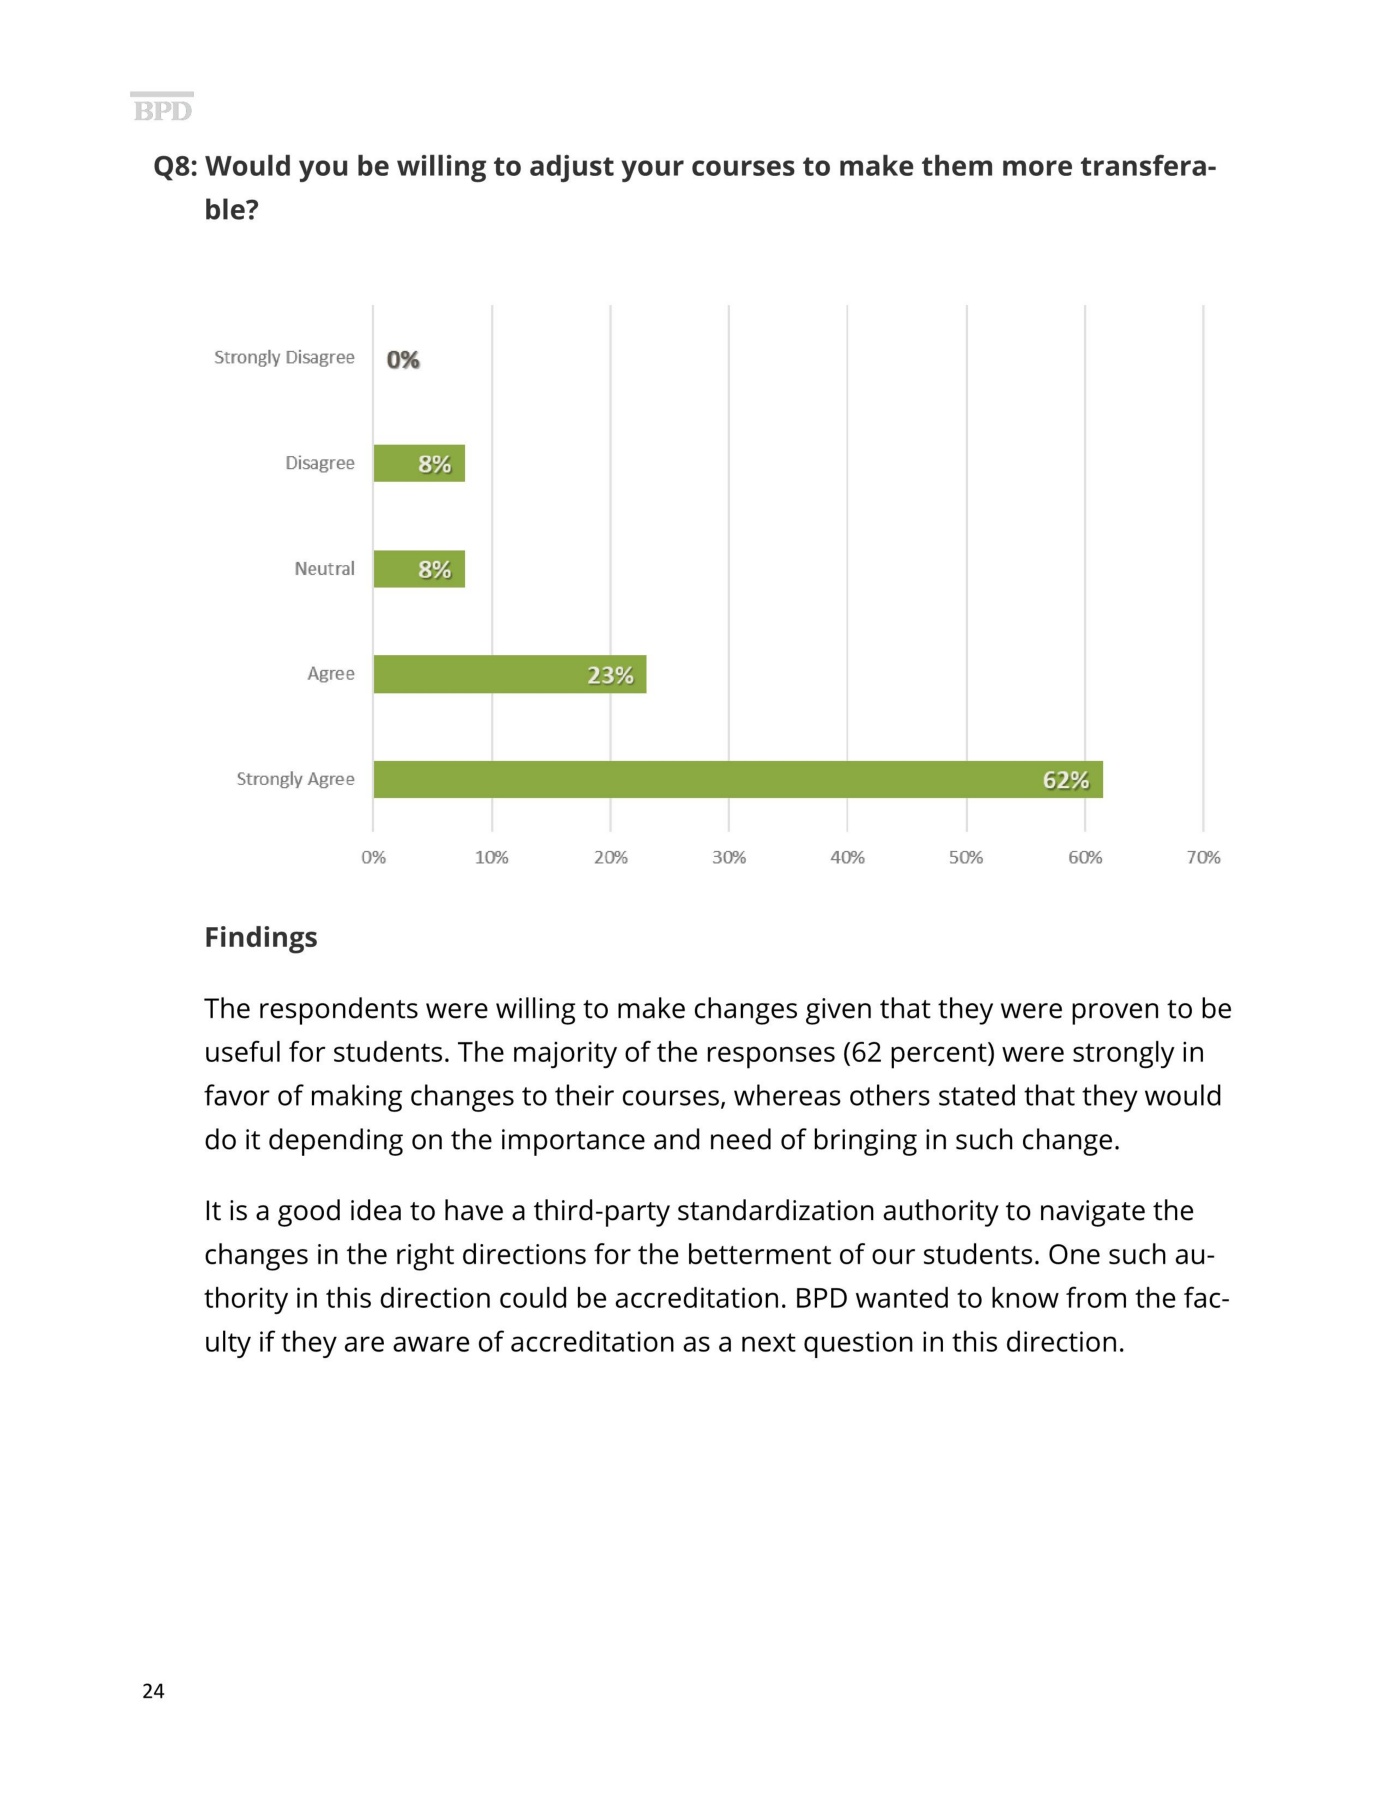 BPD
Q8: Would you be willing to adjust your courses to make them more transfera-
ble?
Strongly Disagree 0%
Disagree 8%
Neutral 8%
Agree 23%
Strongly Agree 62%
0% 10% 20% 30% 40% 50% 60% 70%
Findings
The respondents were willing to make changes given that they were proven to be
useful for students. The majority of the responses (62 percent) were strongly in
favor of making changes to their courses, whereas others stated that they would
do it depending on the importance and need of bringing in such change.
It is a good idea to have a third-party standardization authority to navigate the
changes in the right directions for the betterment of our students. One such au-
thority in this direction could be accreditation. BPD wanted to know from the fac-
ulty if they are aware of accreditation as a next question in this direction.
24